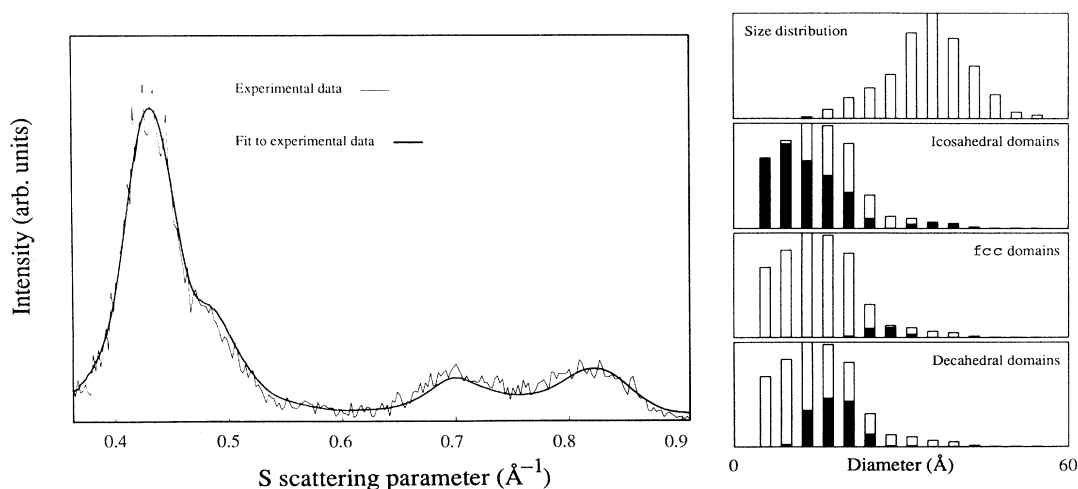 Intensity (arb. units)
Experimental data
Fit to experimental data
0.4 0.5 0.6 0.7 0.8 0.9
S scattering parameter (Å⁻¹)
Size distribution
Icosahedral domains
fcc domains
Decahedral domains
0 Diameter (Å) 60